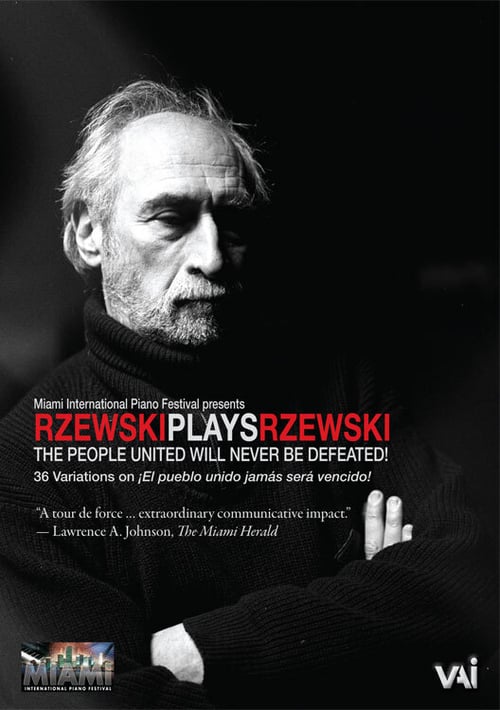 Miami International Piano Festival presents
RZEWSKIPLAYSRZEWSKI
THE PEOPLE UNITED WILL NEVER BE DEFEATED!
36 Variations on ¡El pueblo unido jamás será vencido!
“A tour de force ... extraordinary communicative impact.”
— Lawrence A. Johnson, The Miami Herald
MIAMI
INTERNATIONAL PIANO FESTIVAL
VAI